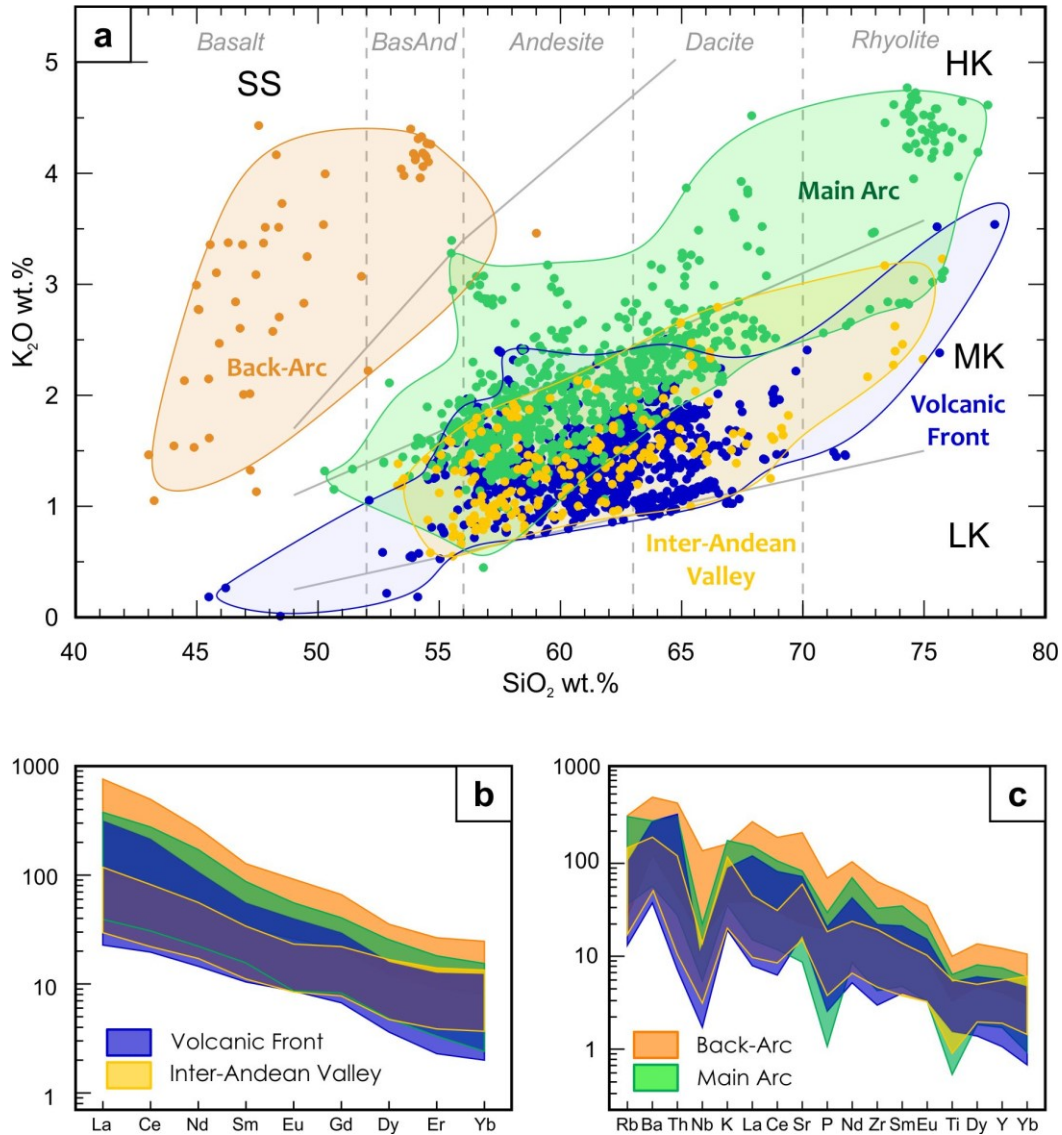 a
Basalt BasAnd Andesite Dacite Rhyolite
SS
HK
Main Arc
Back-Arc
MK
Volcanic
Front
Inter-Andean
Valley
LK
K₂O wt.%
5
4
3
2
1
0
40 45 50 55 60 65 70 75 80
SiO₂ wt.%
b
1000
100
10
1
Volcanic Front
Inter-Andean Valley
La Ce Nd Sm Eu Gd Dy Er Yb
c
1000
100
10
1
Back-Arc
Main Arc
Rb Ba Th Nb K La Ce Sr P Nd Zr Sm Eu Ti Dy Y Yb